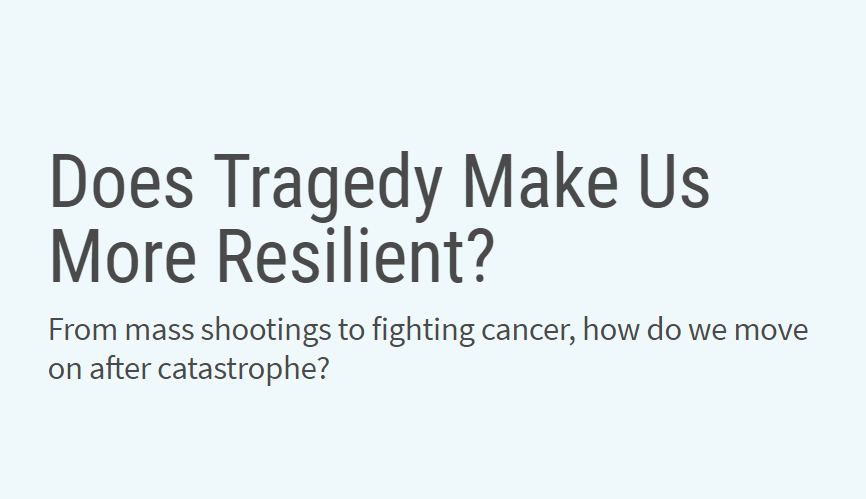 Does Tragedy Make Us
More Resilient?
From mass shootings to fighting cancer, how do we move
on after catastrophe?